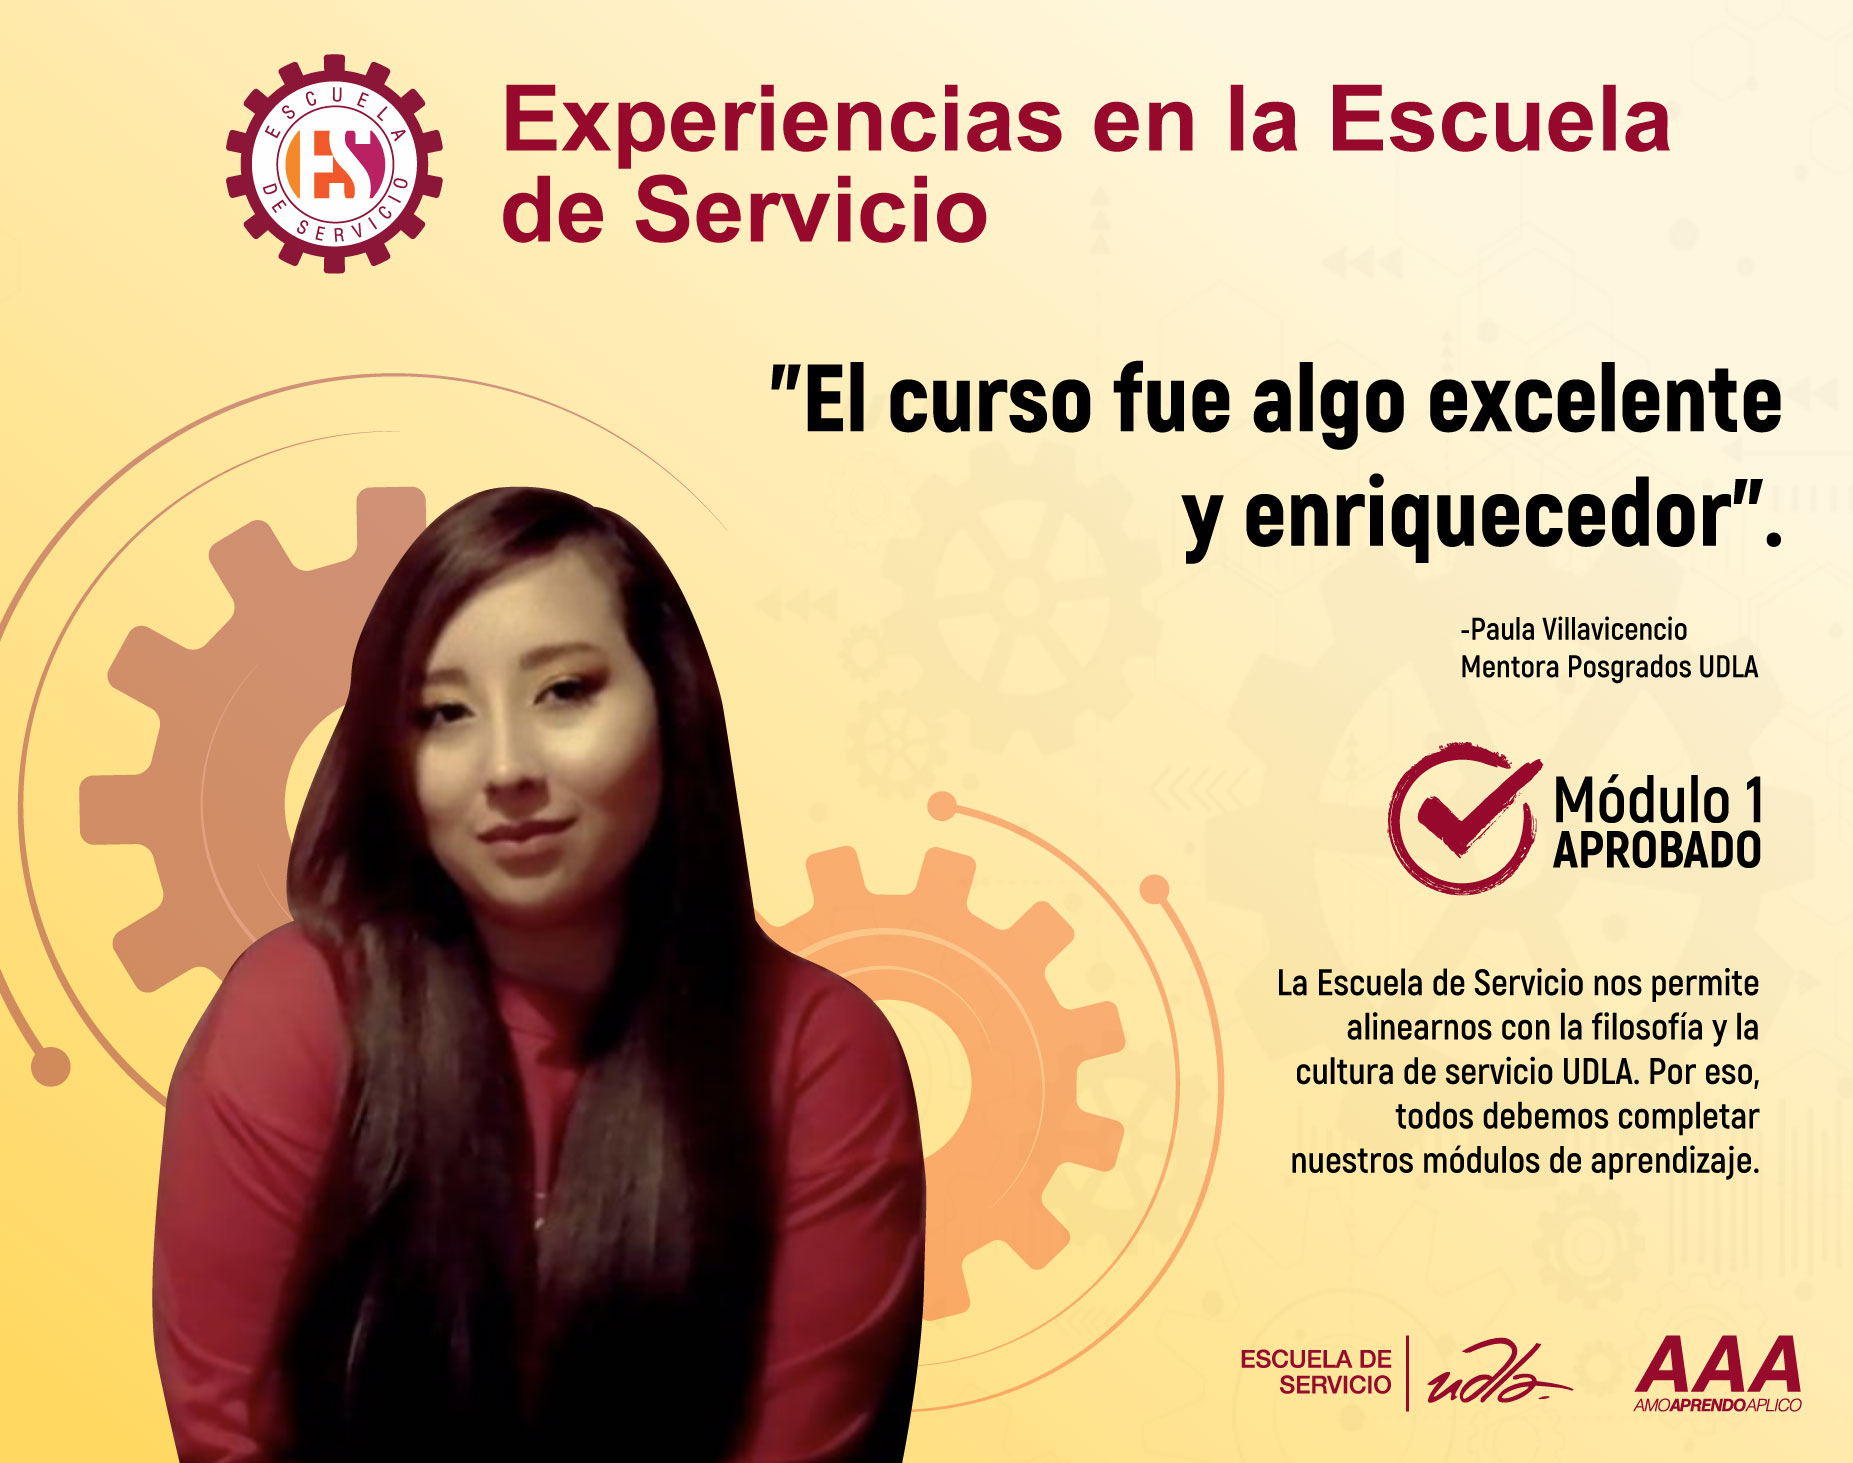 ESCUELA
ES
DE SERVICIO
Experiencias en la Escuela
de Servicio
"El curso fue algo excelente
y enriquecedor".
-Paula Villavicencio
Mentora Posgrados UDLA
Módulo 1
APROBADO
La Escuela de Servicio nos permite
alinearnos con la filosofía y la
cultura de servicio UDLA. Por eso,
todos debemos completar
nuestros módulos de aprendizaje.
ESCUELA DE
SERVICIO
udla.
AAA
AMOAPRENDOAPLICO